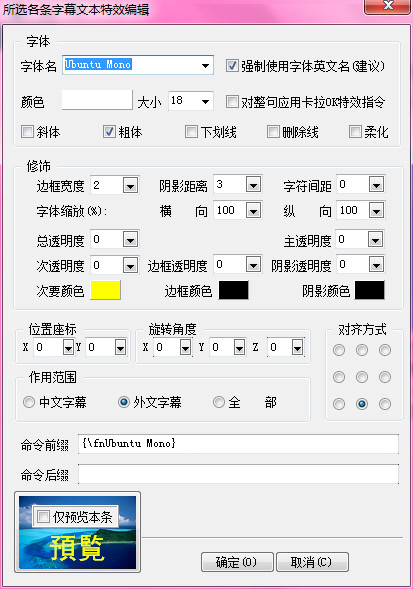 所选各条字幕文本特效编辑
字体
字体名 Ubuntu Mono 强制使用字体英文名(建议)
颜色 大小 18 对整句应用卡拉OK特效指令
斜体 粗体 下划线 删除线 柔化
修饰
边框宽度 2 阴影距离 3 字符间距 0
字体缩放(%): 横 向 100 纵 向 100
总透明度 0 主透明度 0
次透明度 0 边框透明度 0 阴影透明度 0
次要颜色 边框颜色 阴影颜色
位置座标 旋转角度 对齐方式
X 0 Y 0 X 0 Y 0 Z 0
作用范围
中文字幕 外文字幕 全 部
命令前缀 {\fnUbuntu Mono}
命令后缀
仅预览本条
預覧
确定(O) 取消(C)